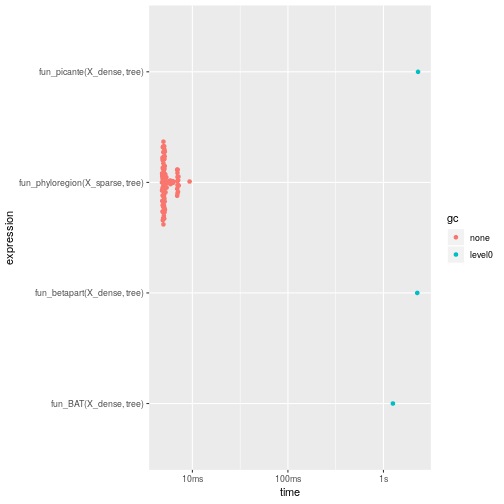 fun_picante(X_dense, tree)
fun_phyloregion(X_sparse, tree)
fun_betapart(X_dense, tree)
fun_BAT(X_dense, tree)
expression
10ms
100ms
1s
time
gc
none
level0